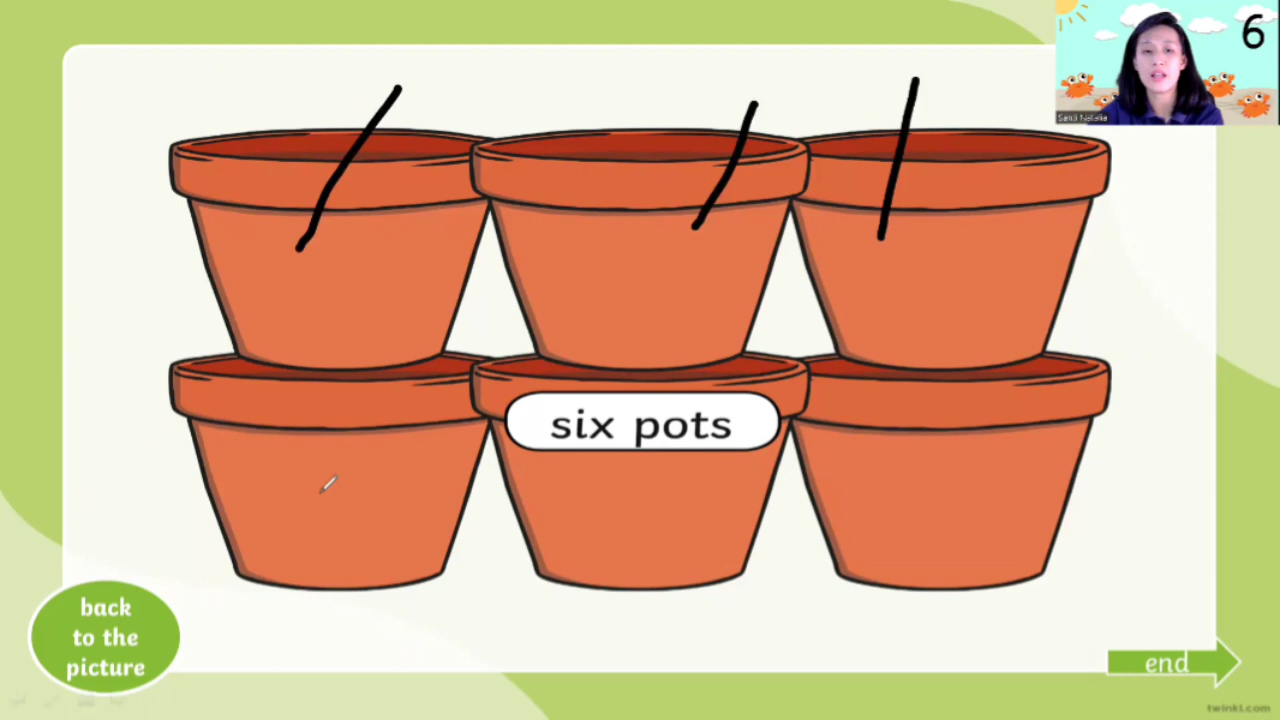 6
six pots
back
to the
picture
end
twinkl.com